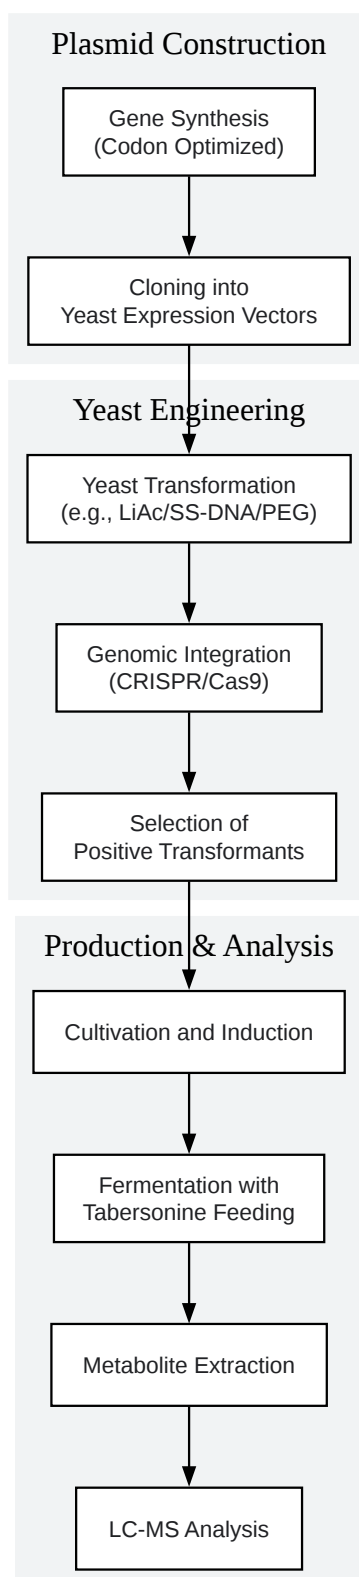 Plasmid Construction
Gene Synthesis
(Codon Optimized)
Cloning into
Yeast Expression Vectors
Yeast Engineering
Yeast Transformation
(e.g., LiAc/SS-DNA/PEG)
Genomic Integration
(CRISPR/Cas9)
Selection of
Positive Transformants
Production & Analysis
Cultivation and Induction
Fermentation with
Tabersonine Feeding
Metabolite Extraction
LC-MS Analysis